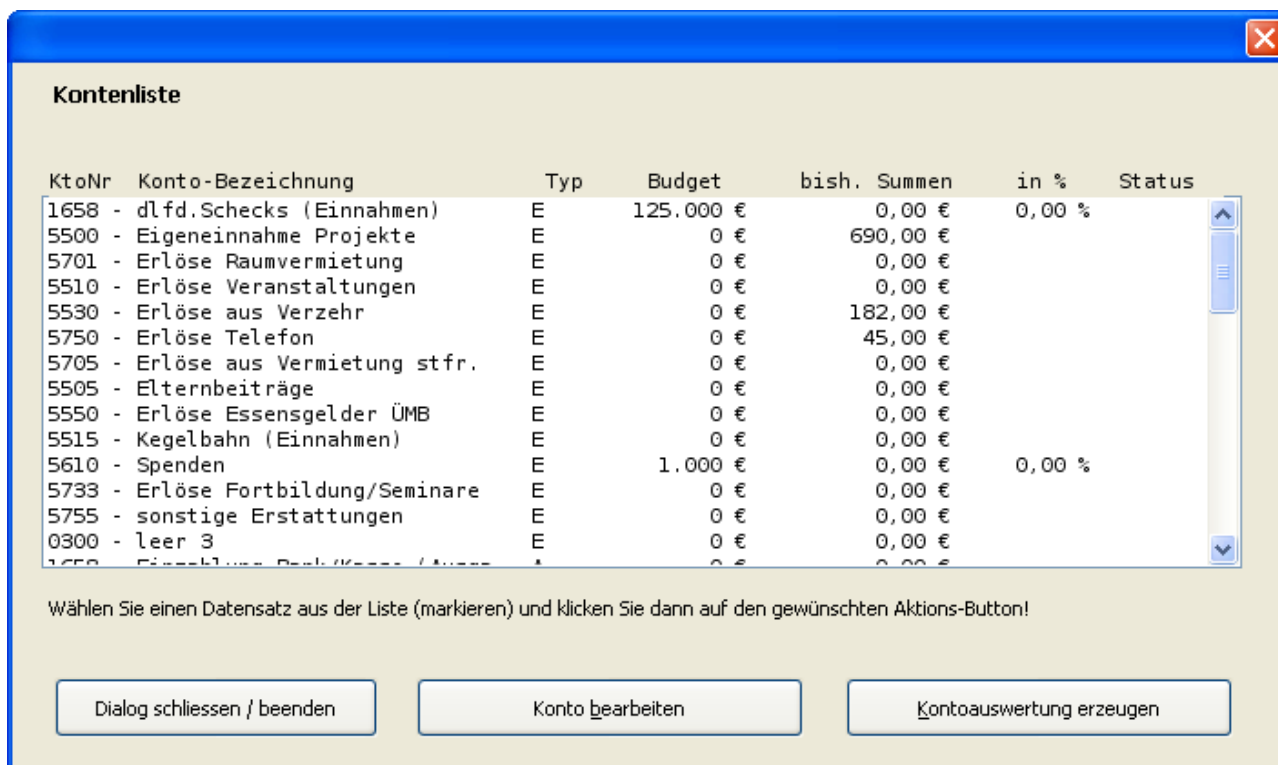 Kontenliste
KtoNr Konto-Bezeichnung Typ Budget bish. Summen in % Status
1658 - dlfd.Schecks (Einnahmen) E 125.000 € 0,00 € 0,00 %
5500 - Eigeneinnahme Projekte E 0 € 690,00 €
5701 - Erlöse Raumvermietung E 0 € 0,00 €
5510 - Erlöse Veranstaltungen E 0 € 0,00 €
5530 - Erlöse aus Verzehr E 0 € 182,00 €
5750 - Erlöse Telefon E 0 € 45,00 €
5705 - Erlöse aus Vermietung stfr. E 0 € 0,00 €
5505 - Elternbeiträge E 0 € 0,00 €
5550 - Erlöse Essensgelder ÜMB E 0 € 0,00 €
5515 - Kegelbahn (Einnahmen) E 0 € 0,00 €
5610 - Spenden E 1.000 € 0,00 € 0,00 %
5733 - Erlöse Fortbildung/Seminare E 0 € 0,00 €
5755 - sonstige Erstattungen E 0 € 0,00 €
0300 - leer 3 E 0 € 0,00 €
Wählen Sie einen Datensatz aus der Liste (markieren) und klicken Sie dann auf den gewünschten Aktions-Button!
Dialog schliessen / beenden Konto bearbeiten Kontoauswertung erzeugen